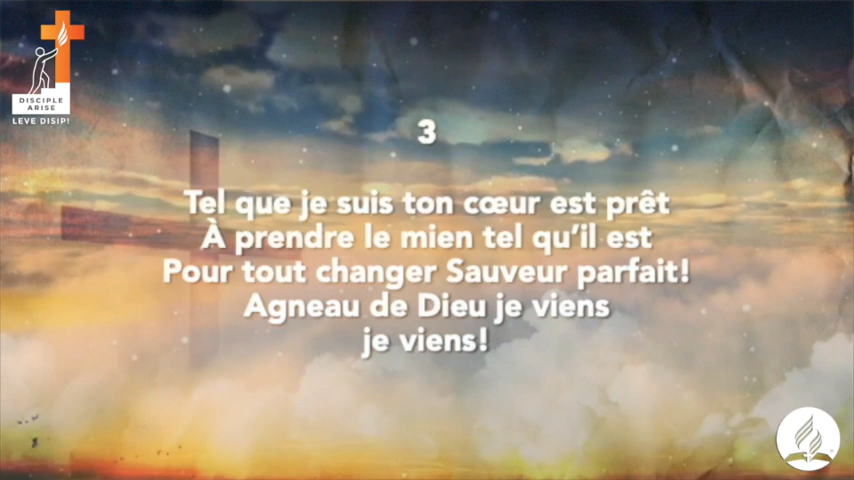 DISCIPLE
ARISE
LEVE DISIP!
3
Tel que je suis ton cœur est prêt
À prendre le mien tel qu'il est
Pour tout changer Sauveur parfait!
Agneau de Dieu je viens
je viens!